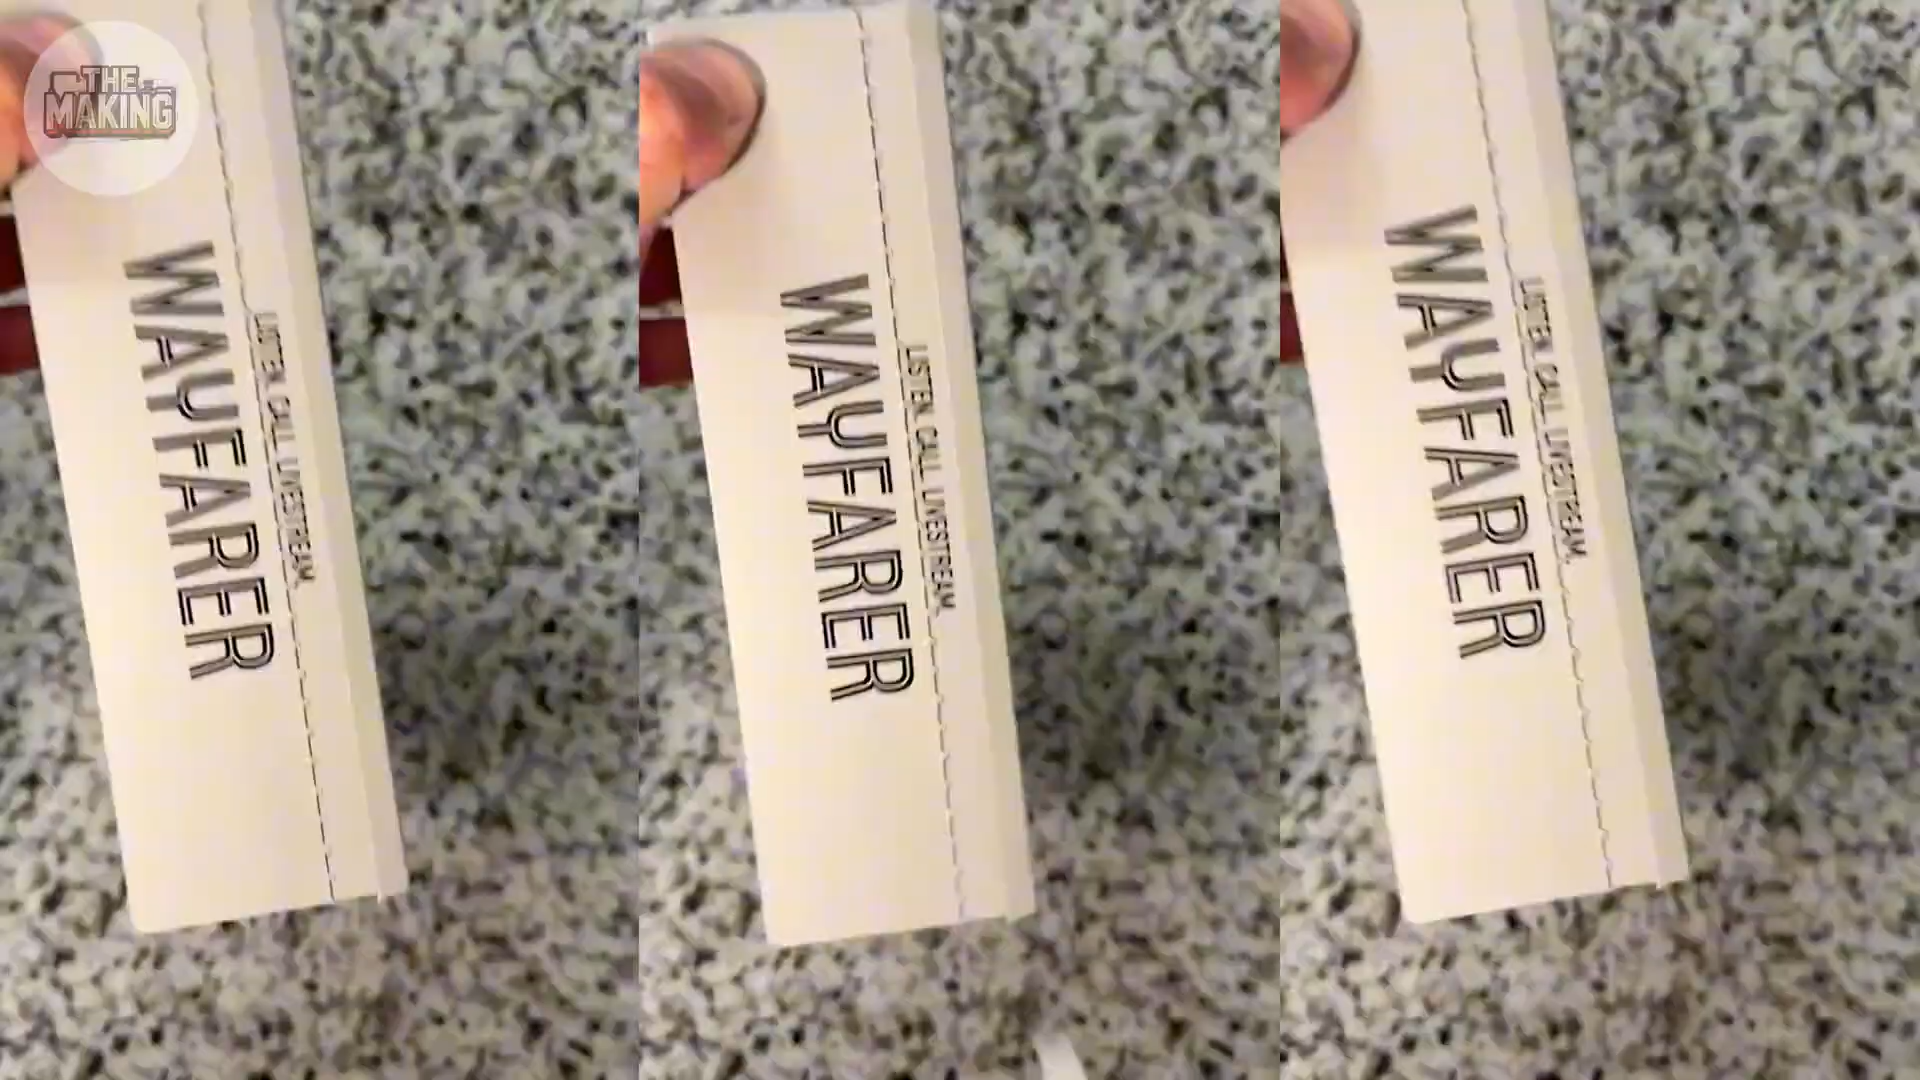 THE
MAKING
WAYFARER
LISTEN. CALL. LIVESTREAM.
WAYFARER
LISTEN. CALL. LIVESTREAM.
WAYFARER
LISTEN. CALL. LIVESTREAM.